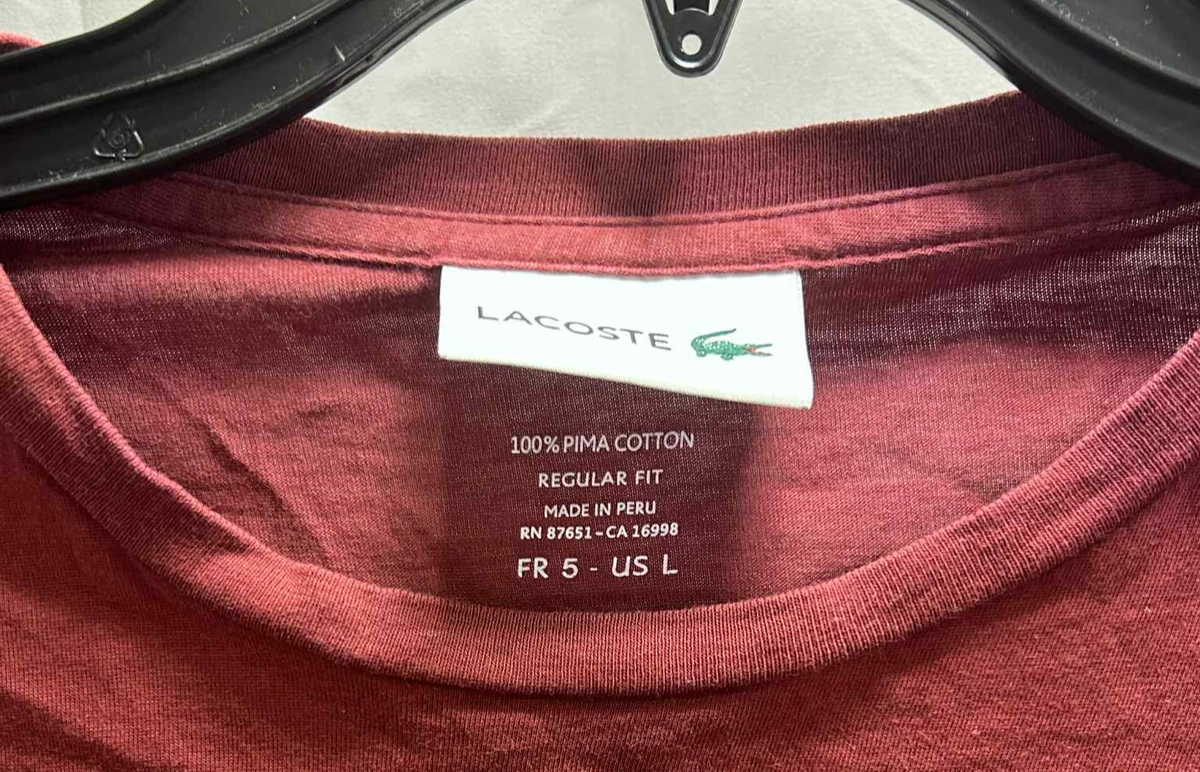 LACOSTE
100% PIMA COTTON
REGULAR FIT
MADE IN PERU
RN 87651-CA 16998
FR 5 - US L